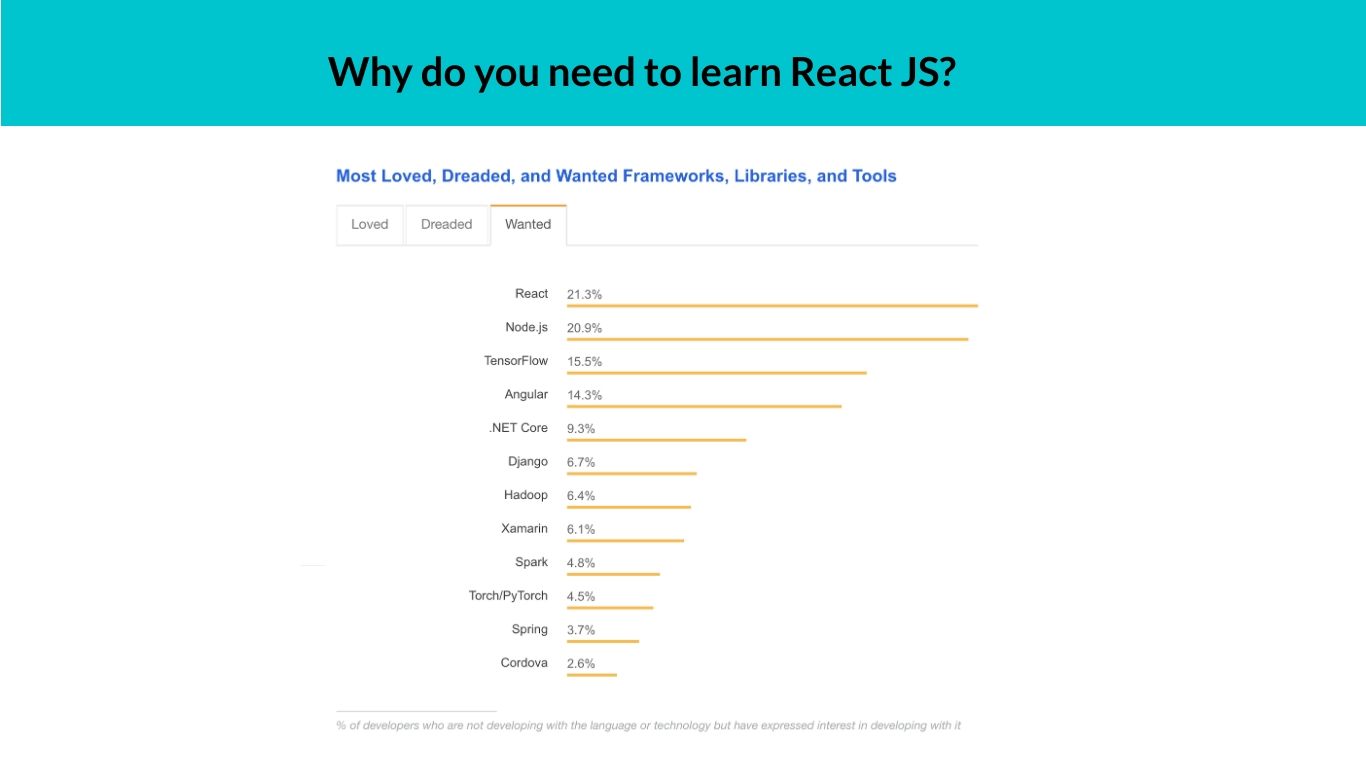 Why do you need to learn React JS?
Most Loved, Dreaded, and Wanted Frameworks, Libraries, and Tools
Loved Dreaded Wanted
React 21.3%
Node.js 20.9%
TensorFlow 15.5%
Angular 14.3%
.NET Core 9.3%
Django 6.7%
Hadoop 6.4%
Xamarin 6.1%
Spark 4.8%
Torch/PyTorch 4.5%
Spring 3.7%
Cordova 2.6%
% of developers who are not developing with the language or technology but have expressed interest in developing with it